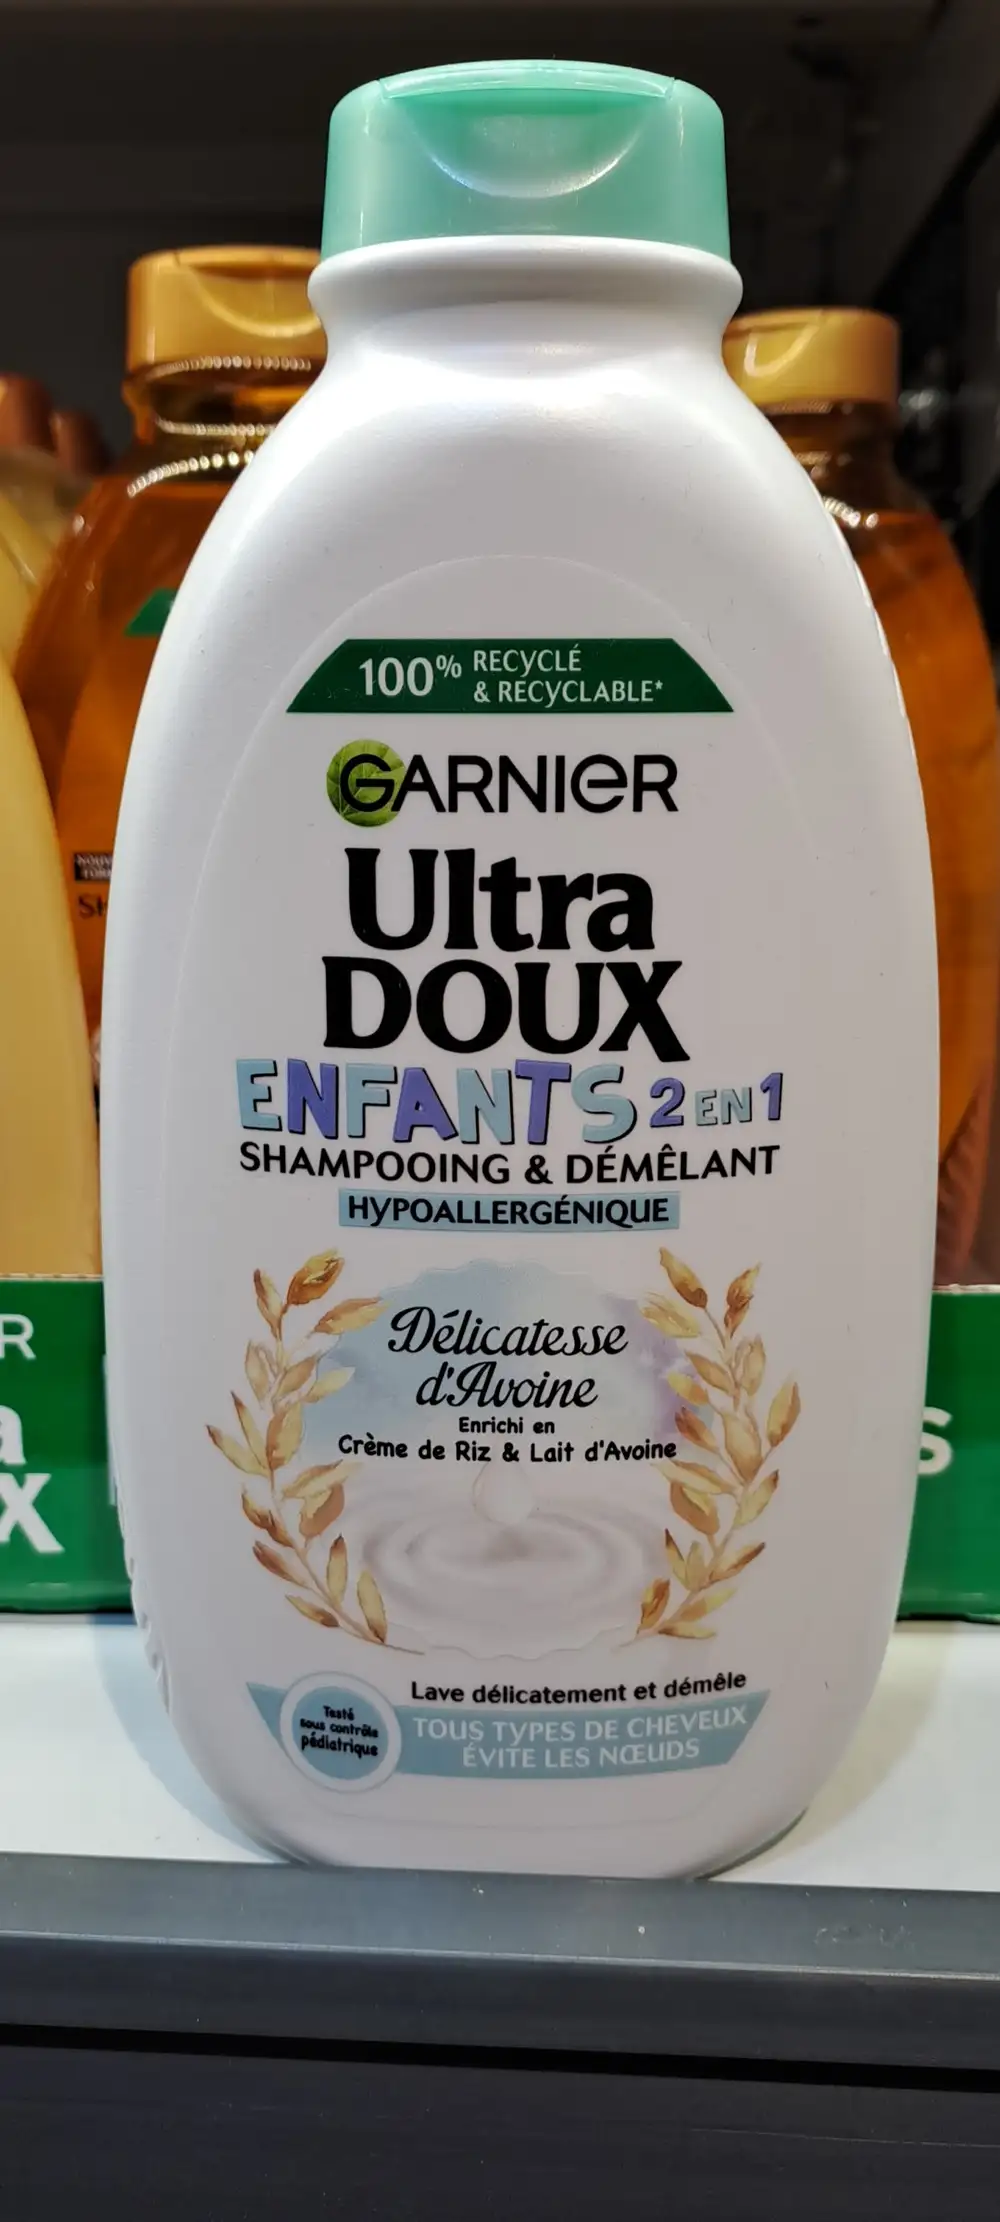 100% RECYCLÉ
& RECYCLABLE*
GARNIER
Ultra
DOUX
ENFANTS 2 EN 1
SHAMPOOING & DÉMÊLANT
HYPOALLERGÉNIQUE
Délicatesse
d'Avoine
Enrichi en
Crème de Riz & Lait d'Avoine
Lave délicatement et démêle
TOUS TYPES DE CHEVEUX
ÉVITE LES NŒUDS
Testé
sous contrôle
pédiatrique
R
a
X
S